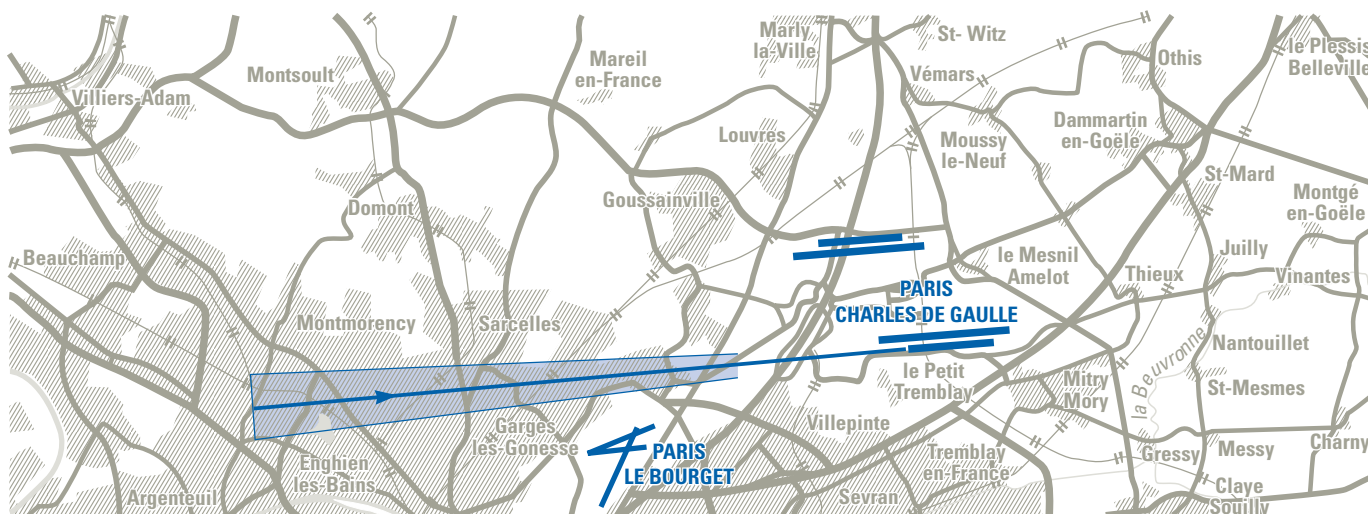 Marly
la-Ville
St- Witz
le Plessis
Belleville
Othis
Mareil
en-France
Montsoult
Vémars
Villiers-Adam
Louvres
Moussy
le-Neuf
Dammartin
en-Goële
St-Mard
Montgé
en-Goële
Domont
Goussainville
Beauchamp
le Mesnil
Amelot
Juilly
Thieux
Vinantes
PARIS
CHARLES DE GAULLE
Montmorency
Sarcelles
Nantouillet
la Beuvronne
le Petit
Tremblay
Mitry
Mory
St-Mesmes
Garges
les-Gonesse
Villepinte
PARIS
LE BOURGET
Tremblay
en-France
Gressy
Messy
Charny
Enghien
les-Bains
Argenteuil
Sevran
Claye
Souilly